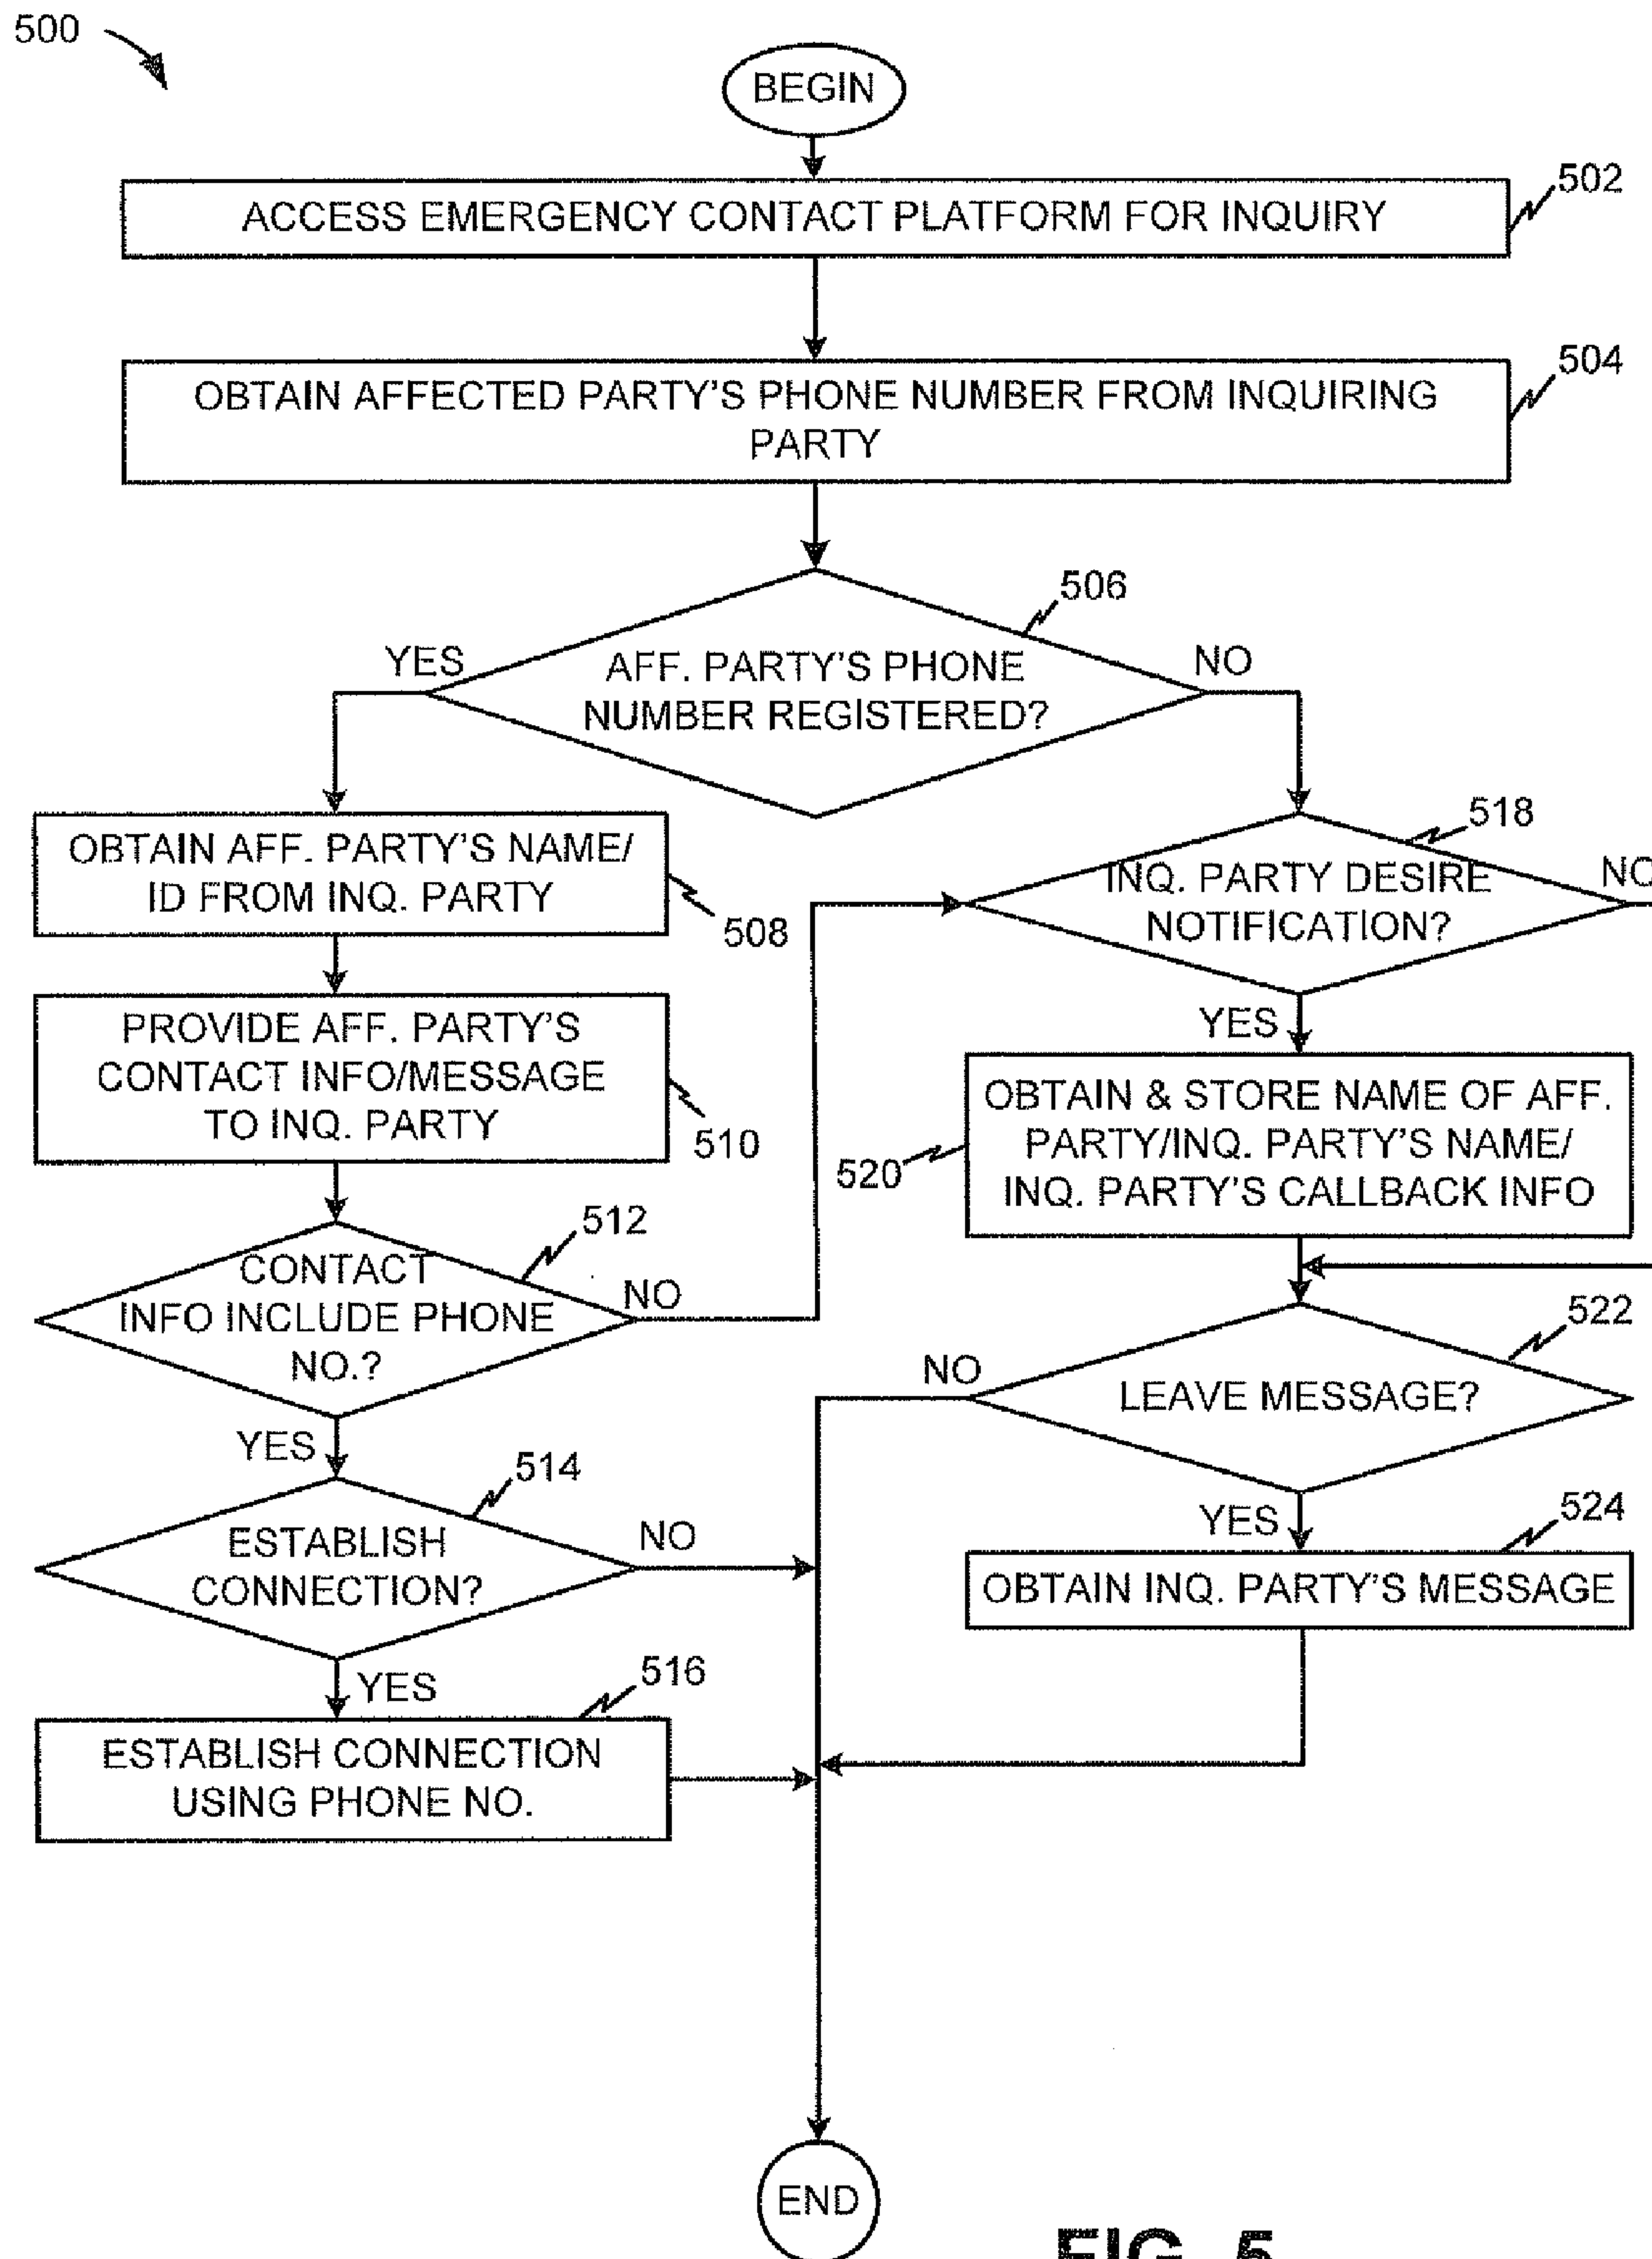 500
BEGIN
502
ACCESS EMERGENCY CONTACT PLATFORM FOR INQUIRY
504
OBTAIN AFFECTED PARTY'S PHONE NUMBER FROM INQUIRING
PARTY
506
YES
AFF. PARTY'S PHONE
NUMBER REGISTERED?
NO
OBTAIN AFF. PARTY'S NAME/
ID FROM INQ. PARTY
508
518
INQ. PARTY DESIRE
NOTIFICATION?
NO
YES
PROVIDE AFF. PARTY'S
CONTACT INFO/MESSAGE
TO INQ. PARTY
510
520
OBTAIN & STORE NAME OF AFF.
PARTY/INQ. PARTY'S NAME/
INQ. PARTY'S CALLBACK INFO
512
CONTACT
INFO INCLUDE PHONE
NO.?
NO
YES
522
NO
LEAVE MESSAGE?
YES
514
ESTABLISH
CONNECTION?
NO
YES
524
OBTAIN INQ. PARTY'S MESSAGE
516
ESTABLISH CONNECTION
USING PHONE NO.
END
FIG. 5